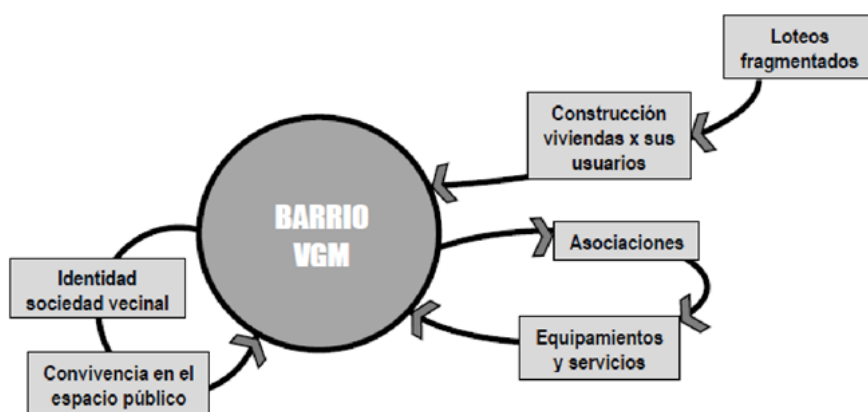 Loteos
fragmentados
Construcción
viviendas x sus
usuarios
BARRIO
VGM
Asociaciones
Identidad
sociedad vecinal
Equipamientos
y servicios
Convivencia en el
espacio público